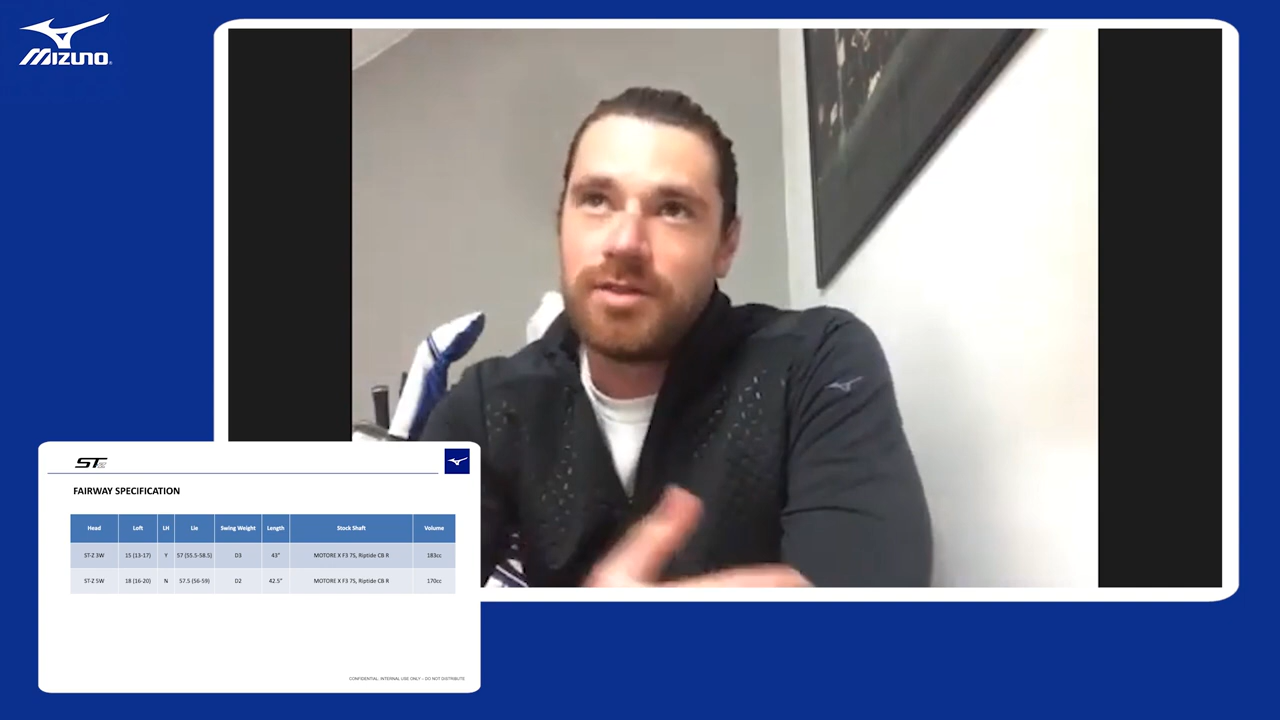 MIZUNO
ST
FAIRWAY SPECIFICATION
Head Loft LH Lie Swing Weight Length Stock Shaft Volume
ST-Z 3W 15 (13-17) Y 57 (55.5-58.5) D3 43" MOTORE X F3 7S, Riptide CB R 183cc
ST-Z 5W 18 (16-20) N 57.5 (56-59) D2 42.5" MOTORE X F3 7S, Riptide CB R 170cc
CONFIDENTIAL: INTERNAL USE ONLY – DO NOT DISTRIBUTE